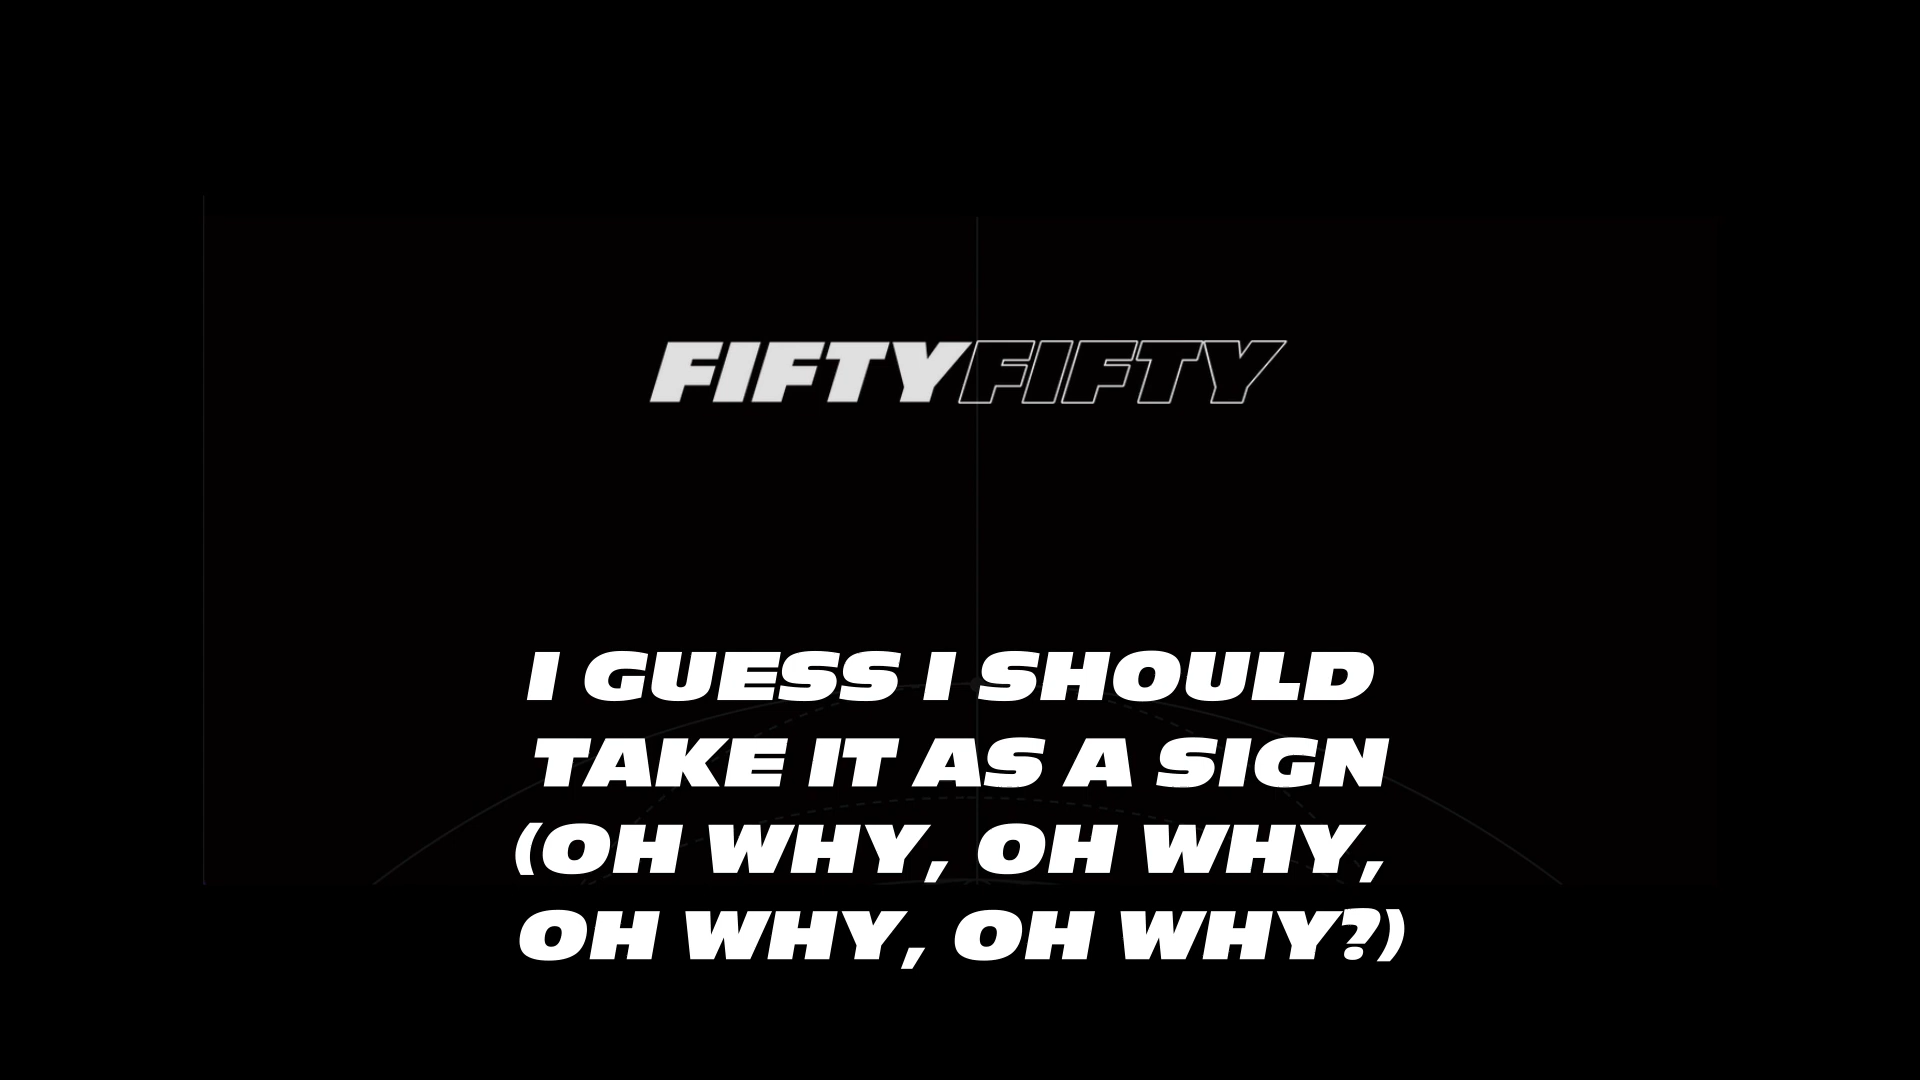 FIFTYFIFTY
I GUESS I SHOULD
TAKE IT AS A SIGN
(OH WHY, OH WHY,
OH WHY, OH WHY?)